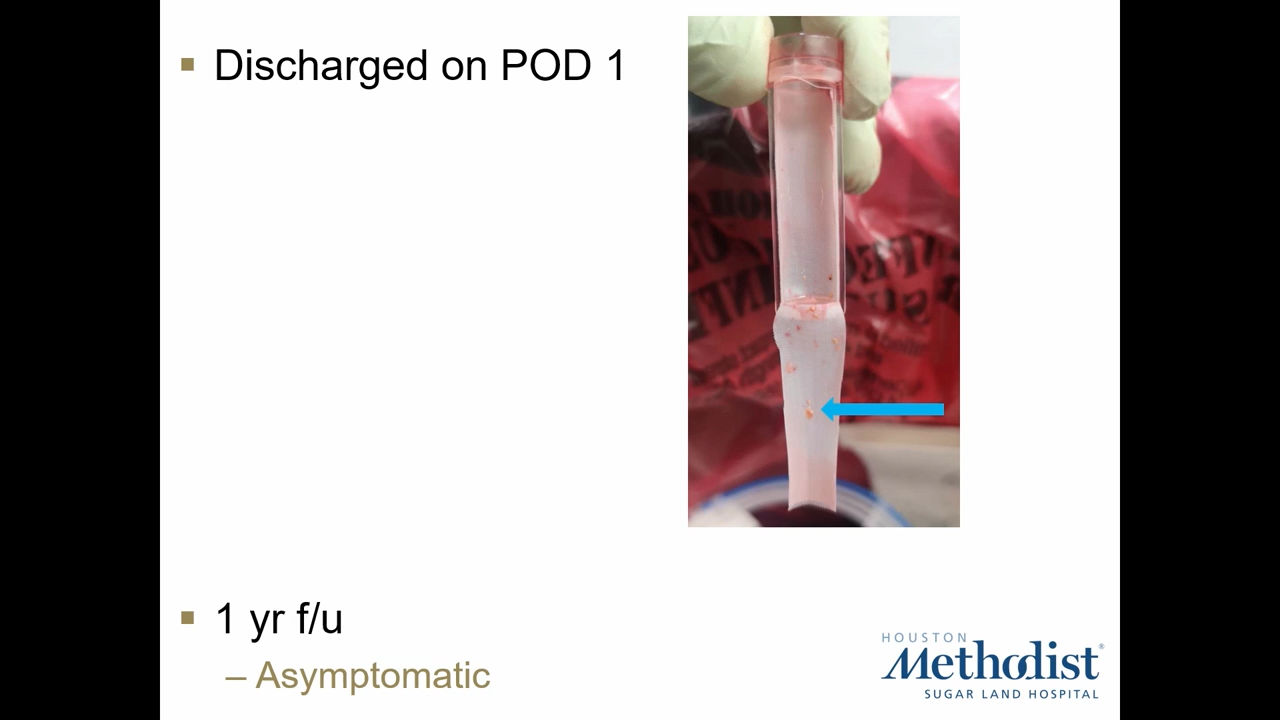 ▪ Discharged on POD 1
▪ 1 yr f/u
– Asymptomatic
HOUSTON
Methodist®
SUGAR LAND HOSPITAL